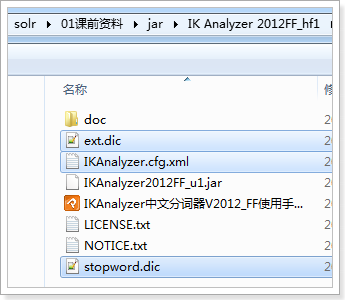 solr › 01课前资料 › jar › IK Analyzer 2012FF_hf1
名称
doc
ext.dic
IKAnalyzer.cfg.xml
IKAnalyzer2012FF_u1.jar
IKAnalyzer中文分词器V2012_FF使用手...
LICENSE.txt
NOTICE.txt
stopword.dic